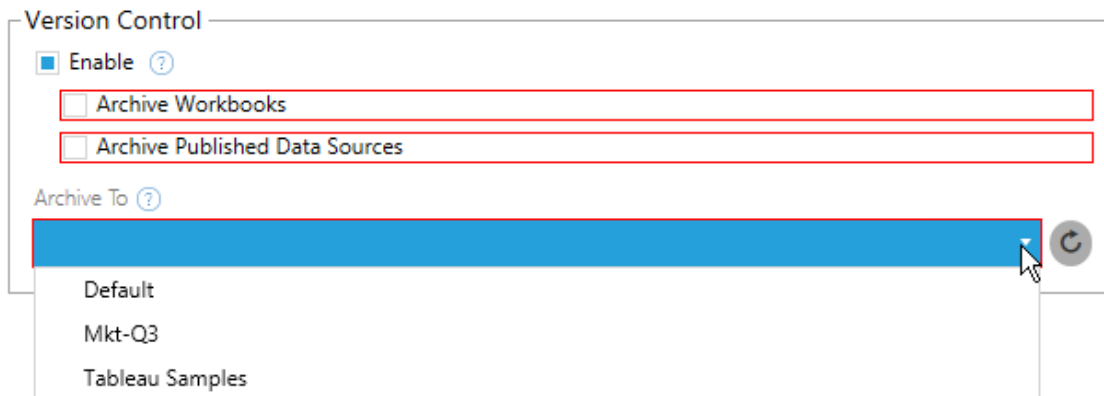 Version Control
Enable ?
Archive Workbooks
Archive Published Data Sources
Archive To ?
Default
Mkt-Q3
Tableau Samples